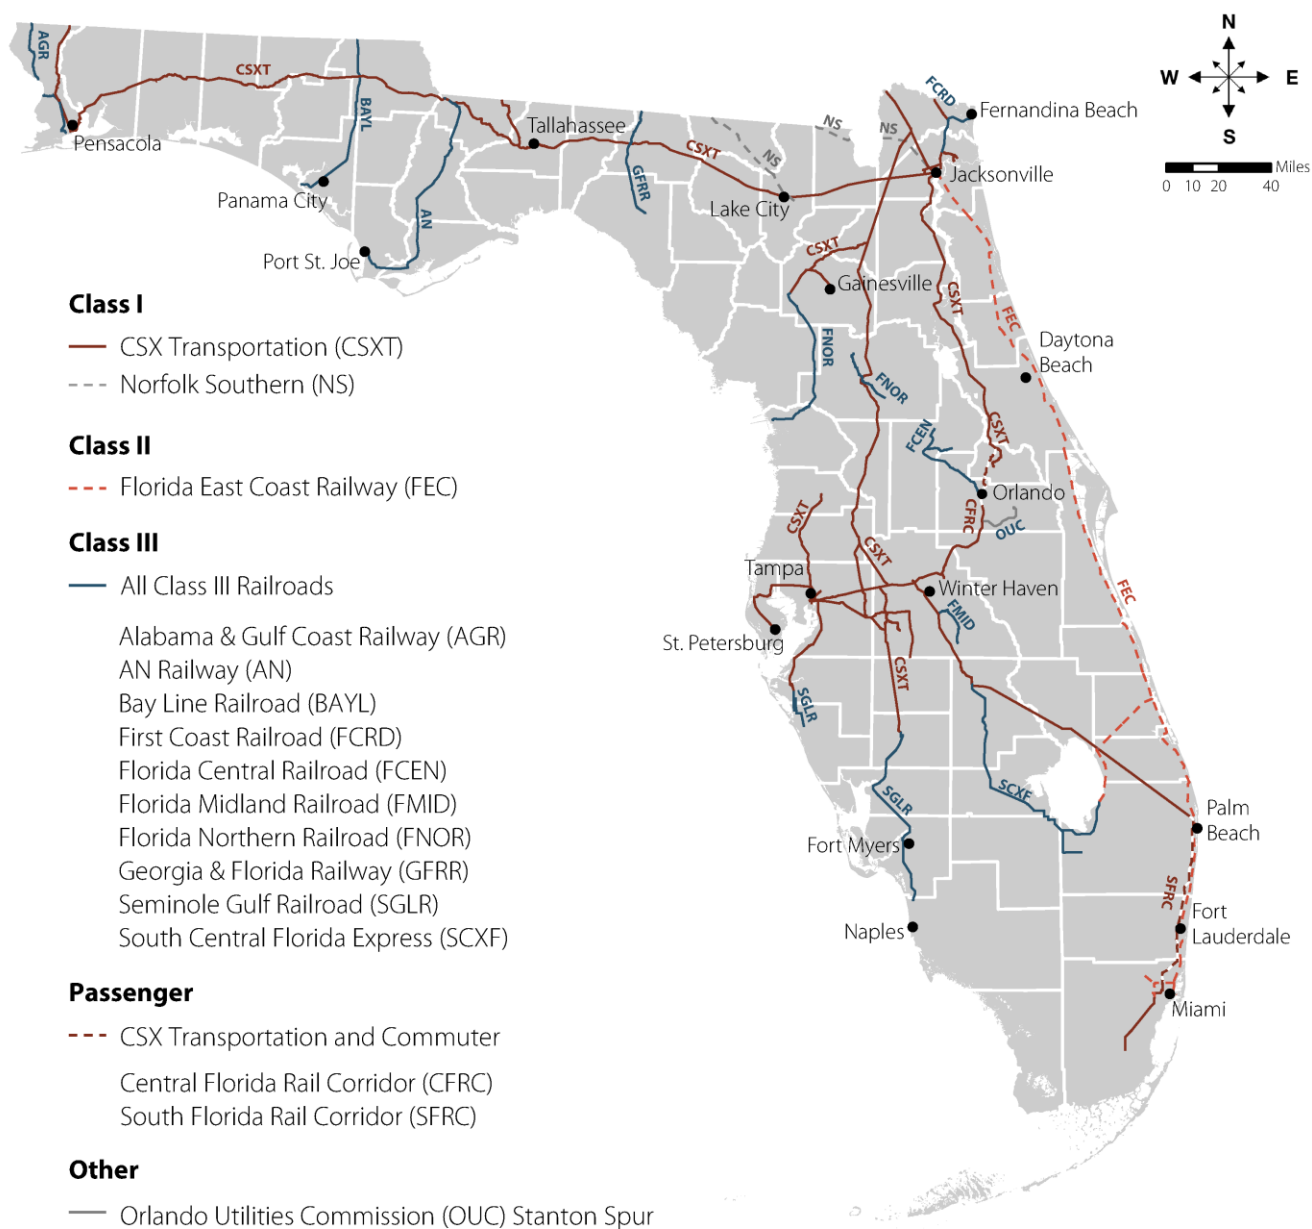 N
W
E
S
Miles
0 10 20 40
AGR
CSXT
BAYL
Pensacola
Panama City
AN
Port St. Joe
Tallahassee
GFRR
CSXT
NS
NS
NS
Lake City
FCRD
Fernandina Beach
Jacksonville
CSXT
Gainesville
CSXT
FEC
FNOR
FNOR
Daytona
Beach
CSXT
FCEN
Orlando
CFRC
OUC
CSXT
CSXT
Tampa
Winter Haven
FEC
FMID
St. Petersburg
CSXT
SGLR
SGLR
SCXF
Fort Myers
Palm
Beach
SFRC
Naples
Fort
Lauderdale
Miami
Class I
CSX Transportation (CSXT)
Norfolk Southern (NS)
Class II
Florida East Coast Railway (FEC)
Class III
All Class III Railroads
Alabama & Gulf Coast Railway (AGR)
AN Railway (AN)
Bay Line Railroad (BAYL)
First Coast Railroad (FCRD)
Florida Central Railroad (FCEN)
Florida Midland Railroad (FMID)
Florida Northern Railroad (FNOR)
Georgia & Florida Railway (GFRR)
Seminole Gulf Railroad (SGLR)
South Central Florida Express (SCXF)
Passenger
CSX Transportation and Commuter
Central Florida Rail Corridor (CFRC)
South Florida Rail Corridor (SFRC)
Other
Orlando Utilities Commission (OUC) Stanton Spur